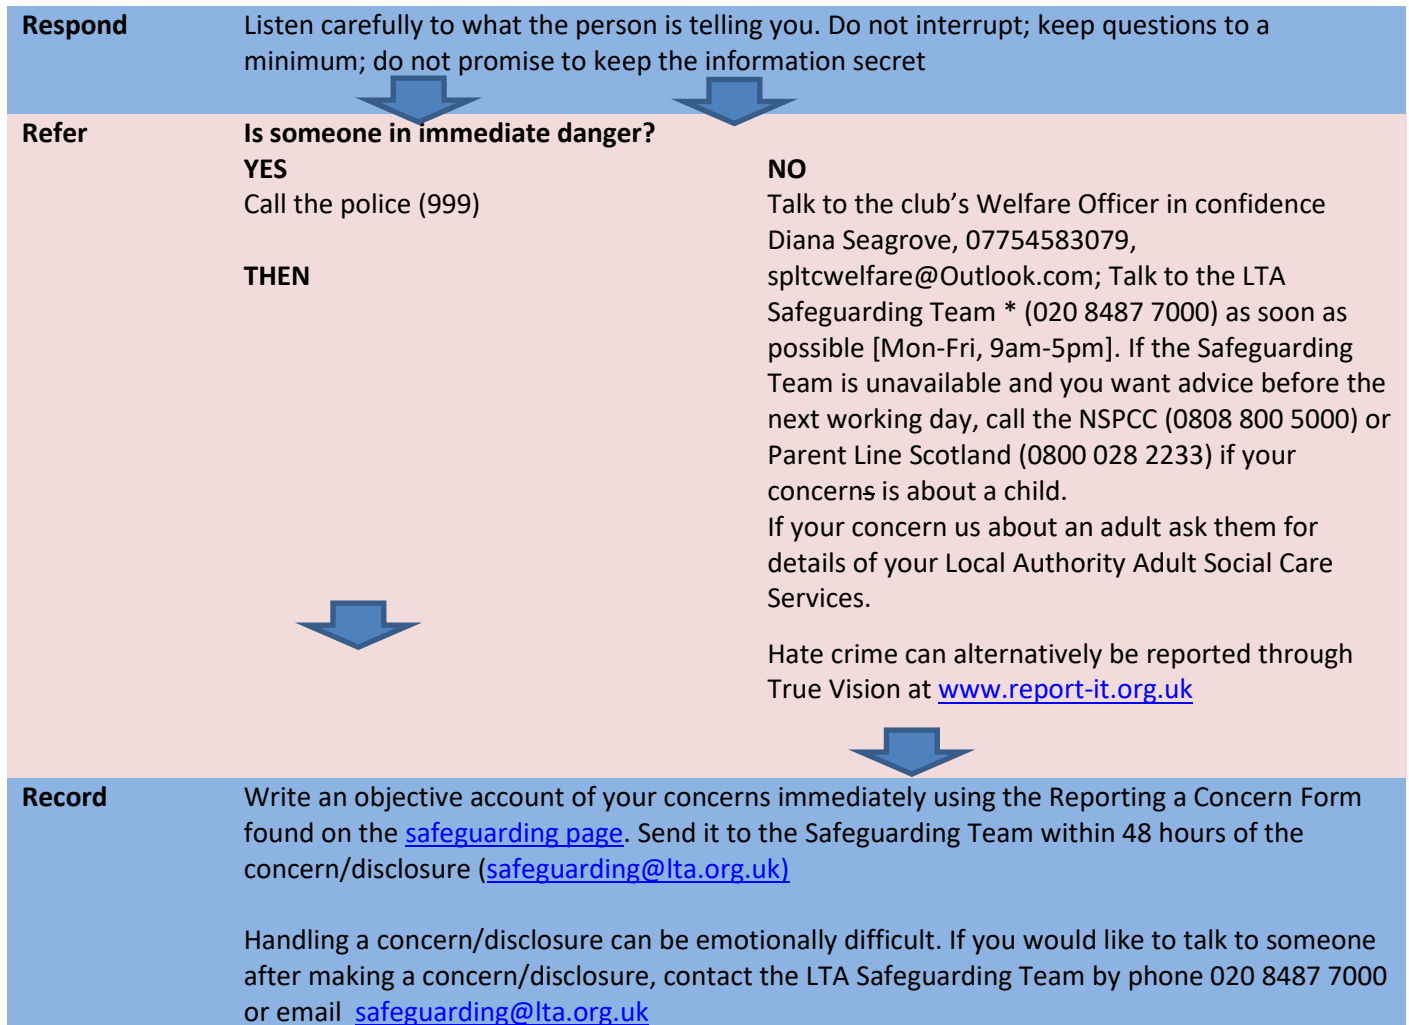 Respond
Listen carefully to what the person is telling you. Do not interrupt; keep questions to a
minimum; do not promise to keep the information secret
Refer
Is someone in immediate danger?
YES
Call the police (999)
THEN
NO
Talk to the club’s Welfare Officer in confidence
Diana Seagrove, 07754583079,
spltcwelfare@Outlook.com; Talk to the LTA
Safeguarding Team * (020 8487 7000) as soon as
possible [Mon-Fri, 9am-5pm]. If the Safeguarding
Team is unavailable and you want advice before the
next working day, call the NSPCC (0808 800 5000) or
Parent Line Scotland (0800 028 2233) if your
concerns is about a child.
If your concern us about an adult ask them for
details of your Local Authority Adult Social Care
Services.
Hate crime can alternatively be reported through
True Vision at www.report-it.org.uk
Record
Write an objective account of your concerns immediately using the Reporting a Concern Form
found on the safeguarding page. Send it to the Safeguarding Team within 48 hours of the
concern/disclosure (safeguarding@lta.org.uk)
Handling a concern/disclosure can be emotionally difficult. If you would like to talk to someone
after making a concern/disclosure, contact the LTA Safeguarding Team by phone 020 8487 7000
or email safeguarding@lta.org.uk